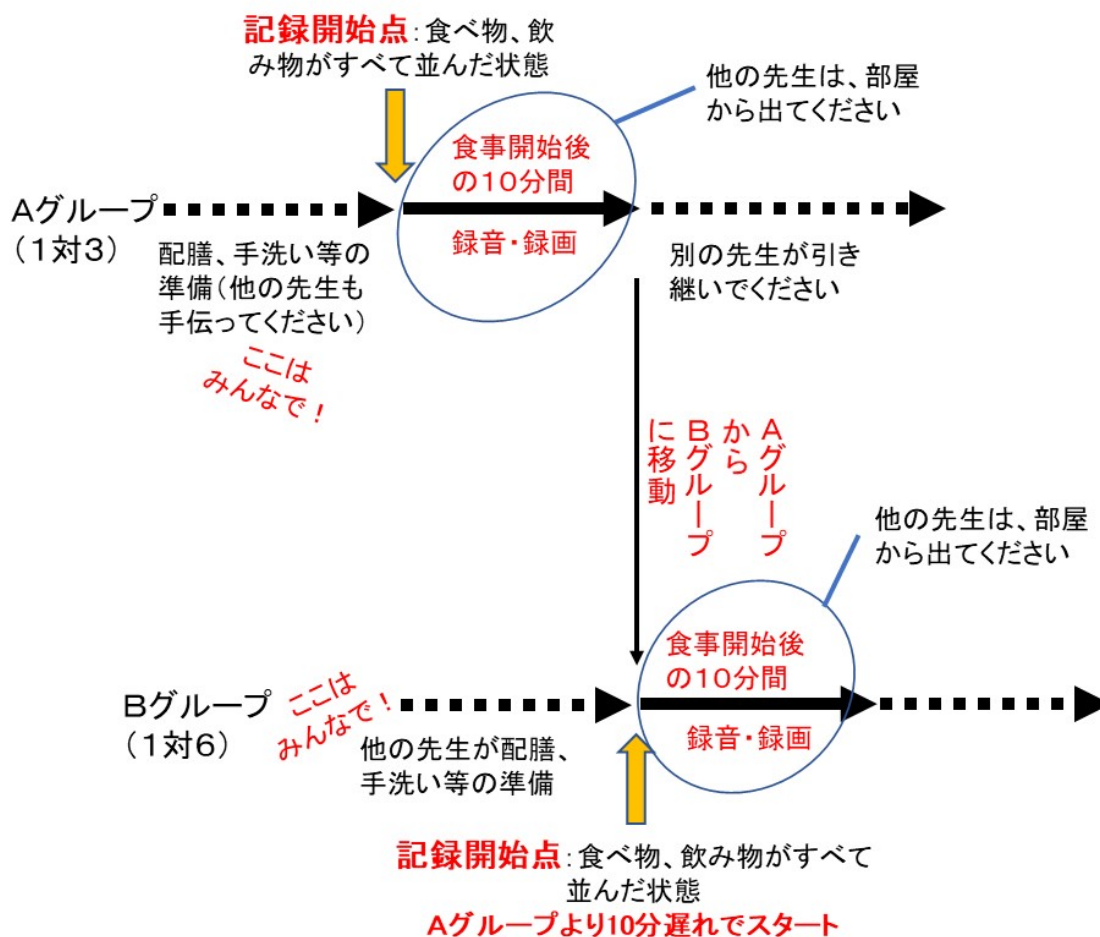 記録開始点：食べ物、飲
み物がすべて並んだ状態
他の先生は、部屋
から出てください
食事開始後
の１０分間
録音・録画
Aグループ
（１対３）
配膳、手洗い等の
準備（他の先生も
手伝ってください）
ここは
みんなで！
別の先生が引き
継いでください
Aグループ
から
Bグループ
に移動
他の先生は、部屋
から出てください
食事開始後
の１０分間
録音・録画
Bグループ
（１対６）
ここは
みんなで！
他の先生が配膳、
手洗い等の準備
記録開始点：食べ物、飲み物がすべて
並んだ状態
Aグループより10分遅れでスタート